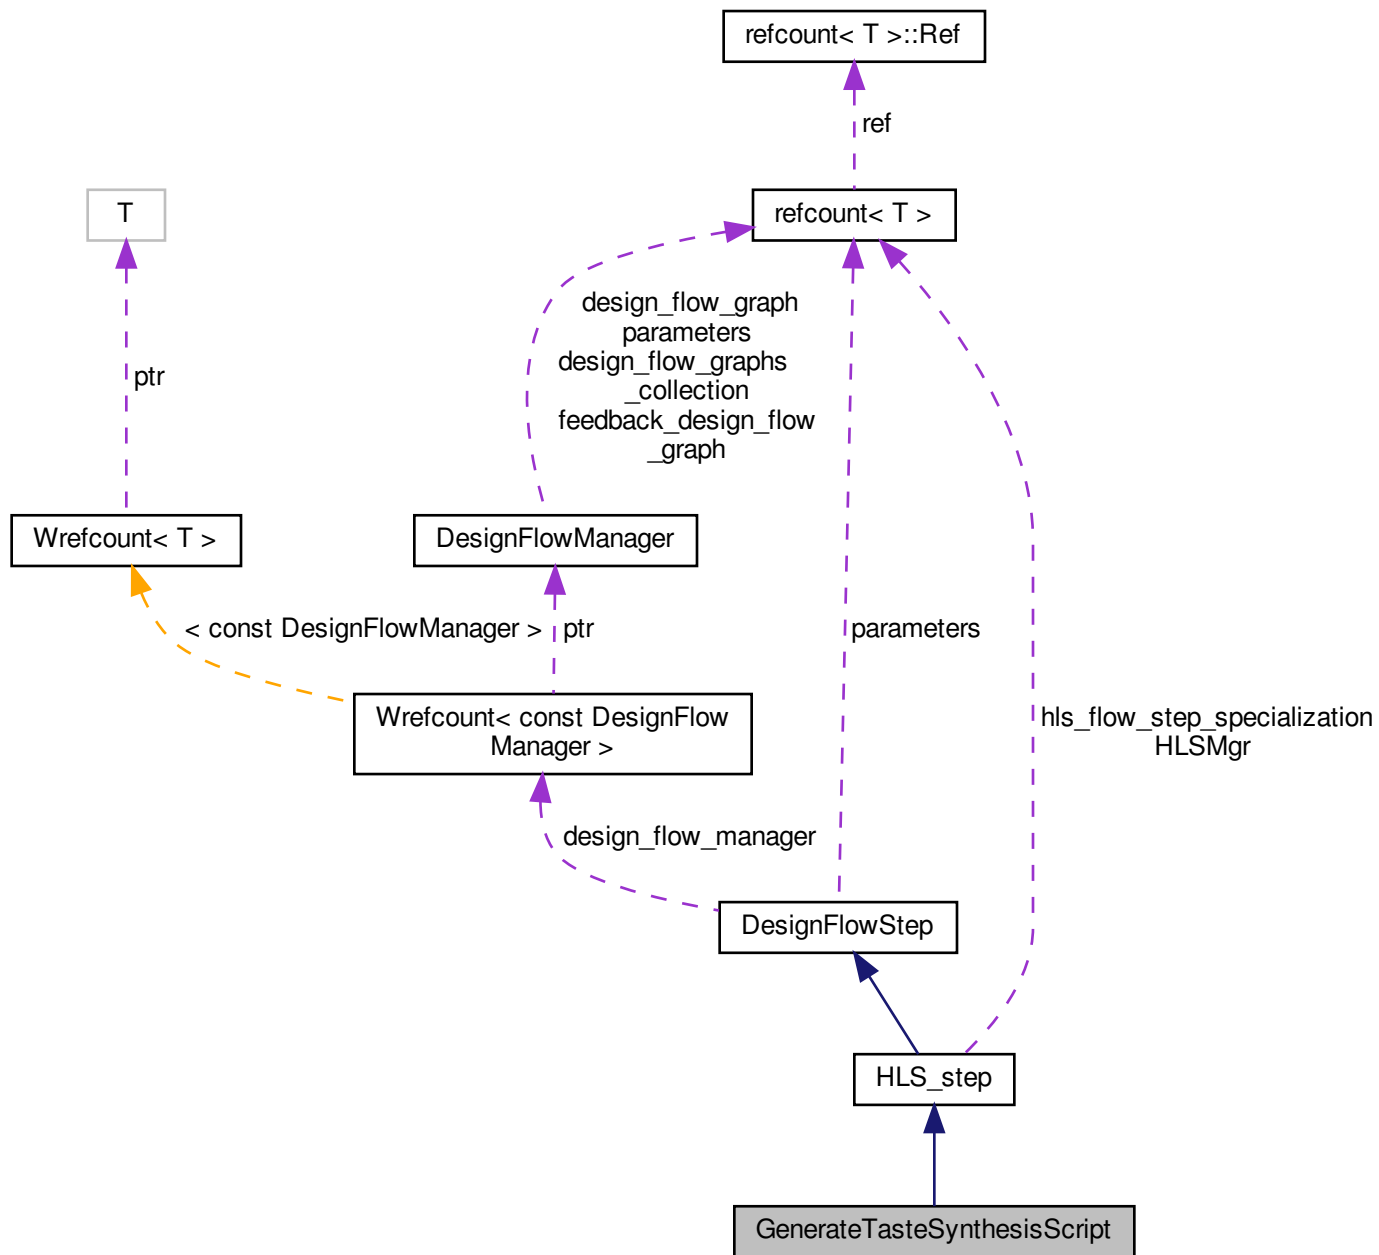 refcount< T >::Ref
ref
T
refcount< T >
design_flow_graph
parameters
design_flow_graphs
_collection
feedback_design_flow
_graph
ptr
Wrefcount< T >
DesignFlowManager
< const DesignFlowManager >
ptr
parameters
Wrefcount< const DesignFlow
Manager >
hls_flow_step_specialization
HLSMgr
design_flow_manager
DesignFlowStep
HLS_step
GenerateTasteSynthesisScript